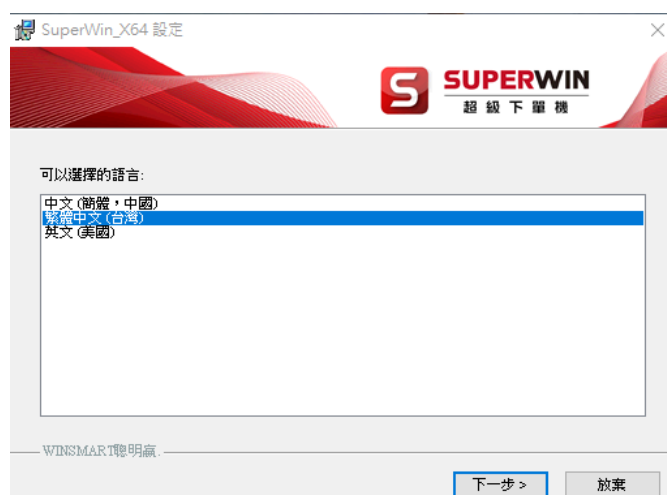 SuperWin_X64 設定
S SUPERWIN
超級下單機
可以選擇的語言:
中文 (簡體，中國)
繁體中文 (台灣)
英文 (美國)
WINSMART聰明贏.
下一步 >
放棄